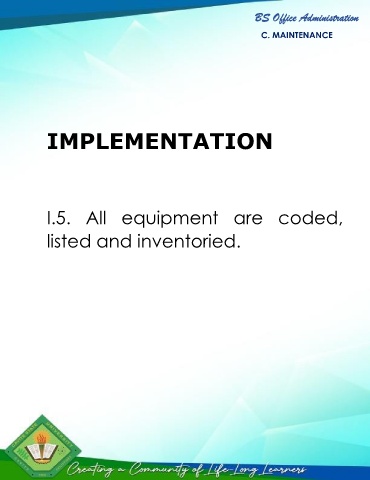 BS Office Administration
C. MAINTENANCE
IMPLEMENTATION
I.5. All equipment are coded,
listed and inventoried.
Creating a Community of Life-Long Learners